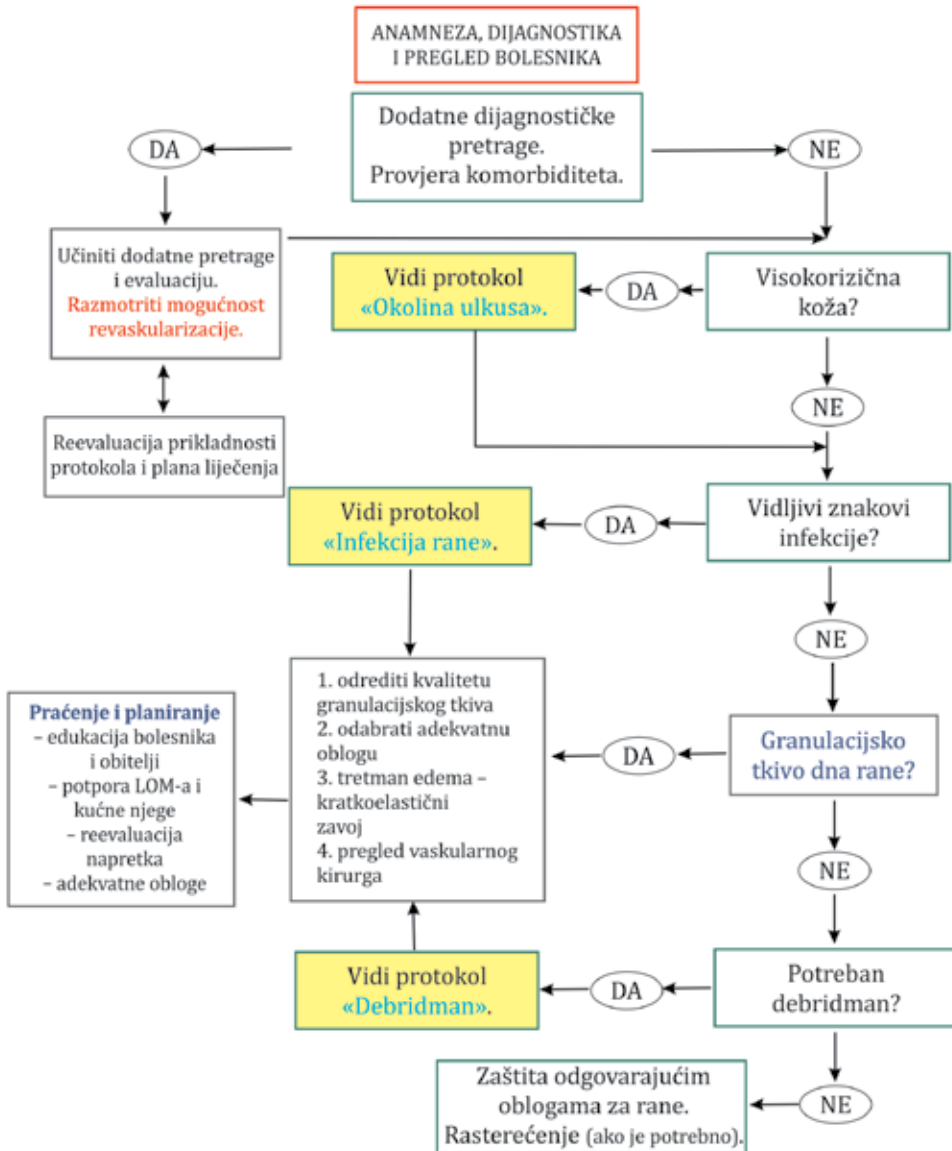 ANAMNEZA, DIJAGNOSTIKA
I PREGLED BOLESNIKA
Dodatne dijagnostičke
pretrage.
Provjera komorbiditeta.
DA
NE
Učiniti dodatne pretrage
i evaluaciju.
Razmotriti mogućnost
revaskularizacije.
Vidi protokol
«Okolina ulkusa».
DA
Visokorizična
koža?
NE
Reevaluacija prikladnosti
protokola i plana liječenja
Vidi protokol
«Infekcija rane».
DA
Vidljivi znakovi
infekcije?
NE
Praćenje i planiranje
– edukacija bolesnika
i obitelji
– potpora LOM-a i
kućne njege
– reevaluacija
napretka
– adekvatne obloge
1. odrediti kvalitetu
granulacijskog tkiva
2. odabrati adekvatnu
oblogu
3. tretman edema –
kratkoelastični
zavoj
4. pregled vaskularnog
kirurga
DA
Granulacijsko
tkivo dna rane?
NE
Vidi protokol
«Debridman».
DA
Potreban
debridman?
Zaštita odgovarajućim
oblogama za rane.
Rasterećenje (ako je potrebno).
NE